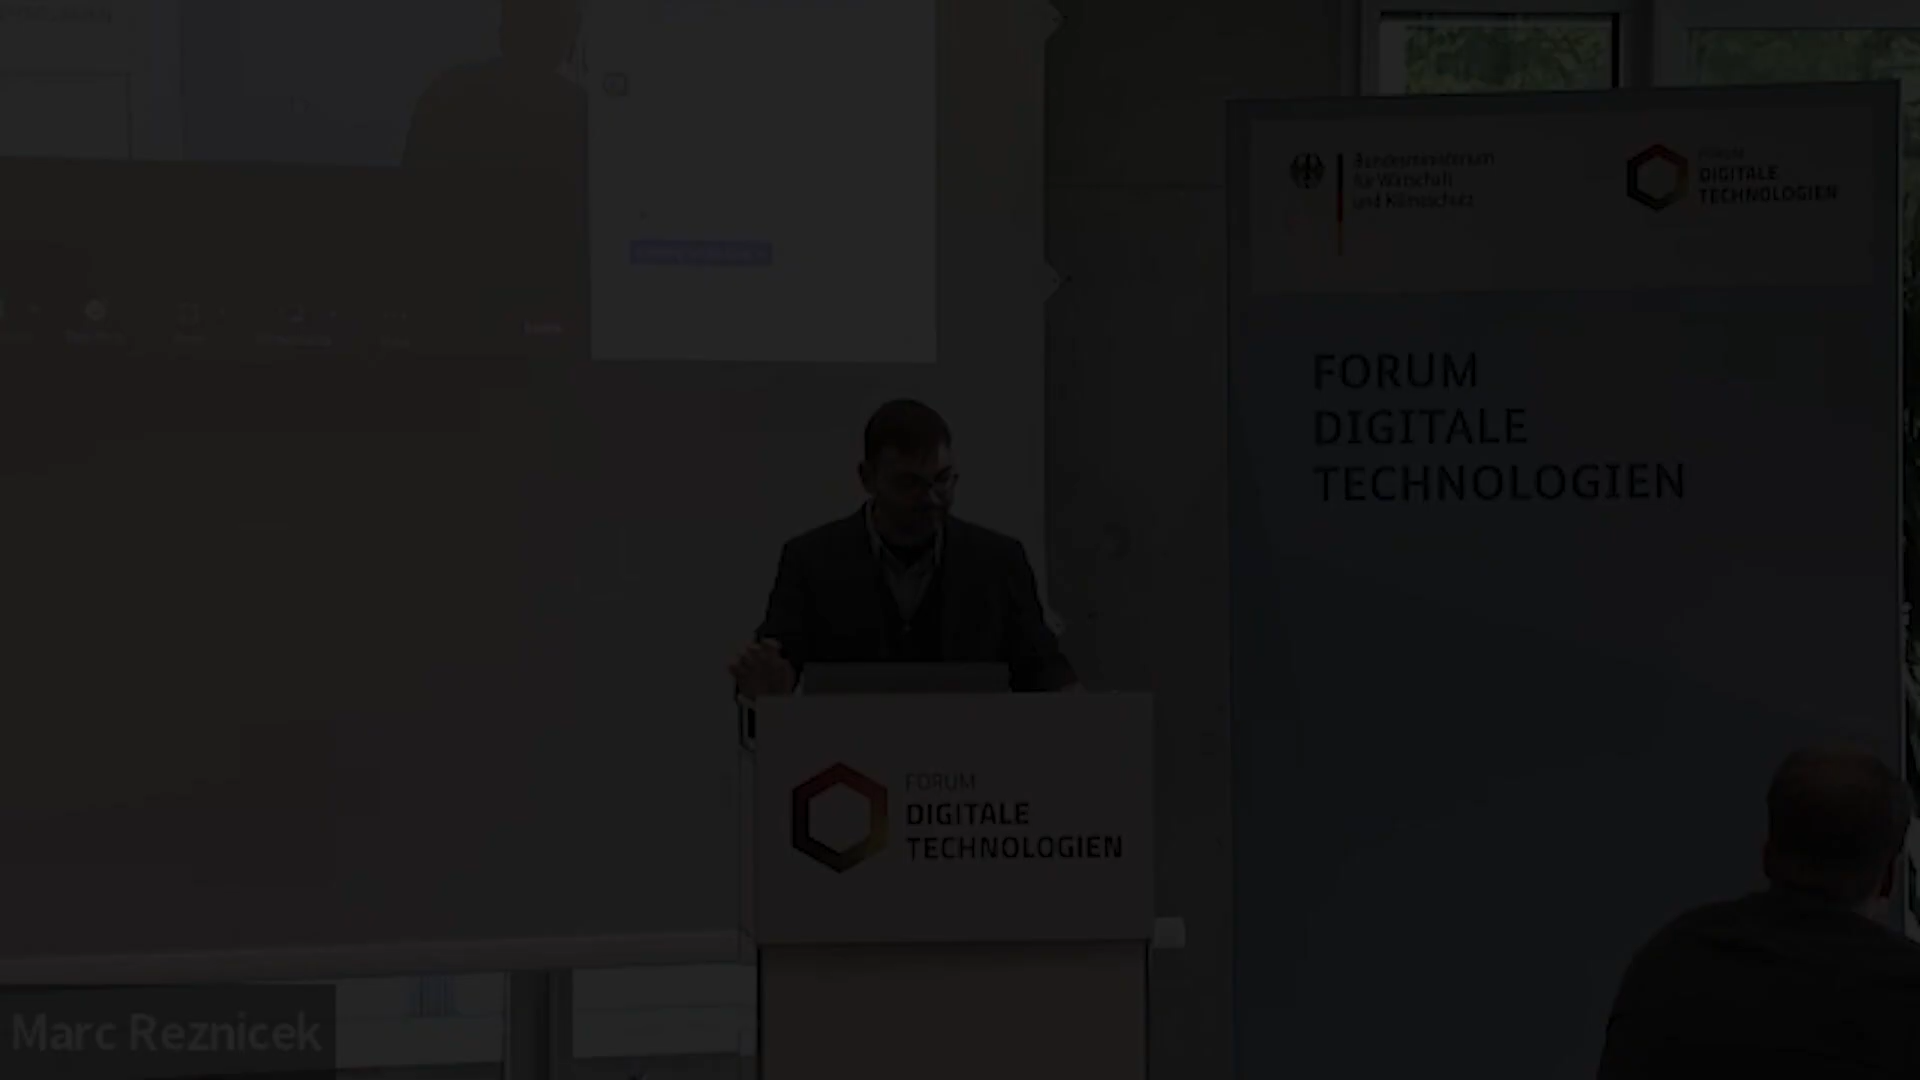 Bundesministerium
für Wirtschaft
und Klimaschutz
FORUM
DIGITALE
TECHNOLOGIEN
FORUM
DIGITALE
TECHNOLOGIEN
FORUM
DIGITALE
TECHNOLOGIEN
Marc Reznicek